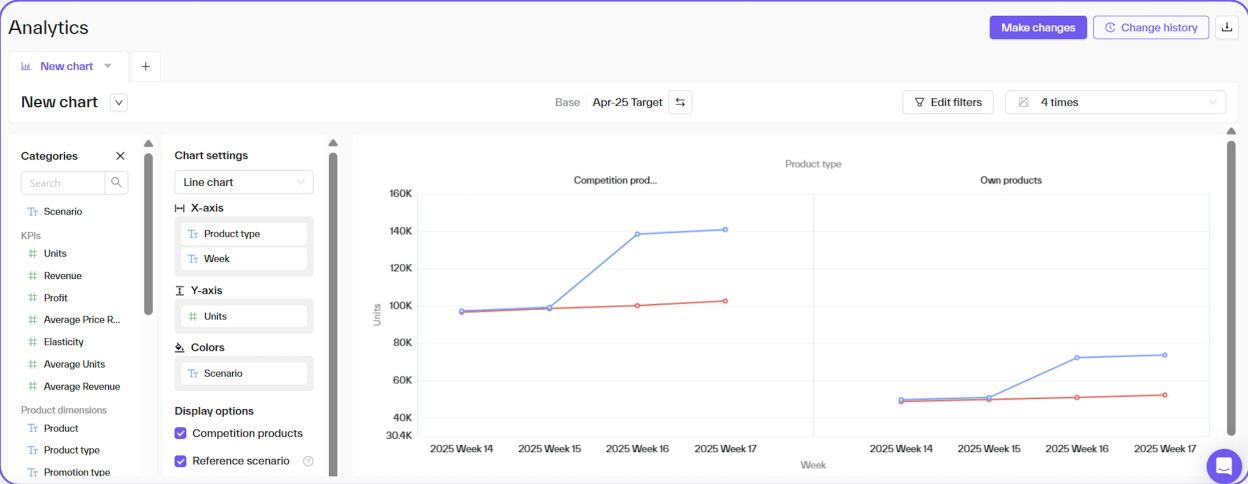 Analytics
Make changes
Change history
New chart
+
New chart
Base Apr-25 Target
Edit filters
4 times
Categories
Search
Scenario
KPIs
Units
Revenue
Profit
Average Price R...
Elasticity
Average Units
Average Revenue
Product dimensions
Product
Product type
Promotion type
Chart settings
Line chart
X-axis
Product type
Week
Y-axis
Units
Colors
Scenario
Display options
Competition products
Reference scenario
Product type
Competition prod...
Own products
160K
140K
120K
100K
80K
60K
40K
30.4K
Units
2025 Week 14 2025 Week 15 2025 Week 16 2025 Week 17 2025 Week 14 2025 Week 15 2025 Week 16 2025 Week 17
Week